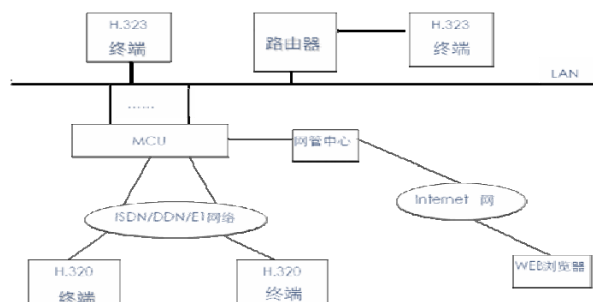 H.323
终端
路由器
H.323
终端
LAN
……
MCU
网管中心
Internet 网
ISDN/DDN/E1网络
WEB浏览器
H.320
终端
H.320
终端